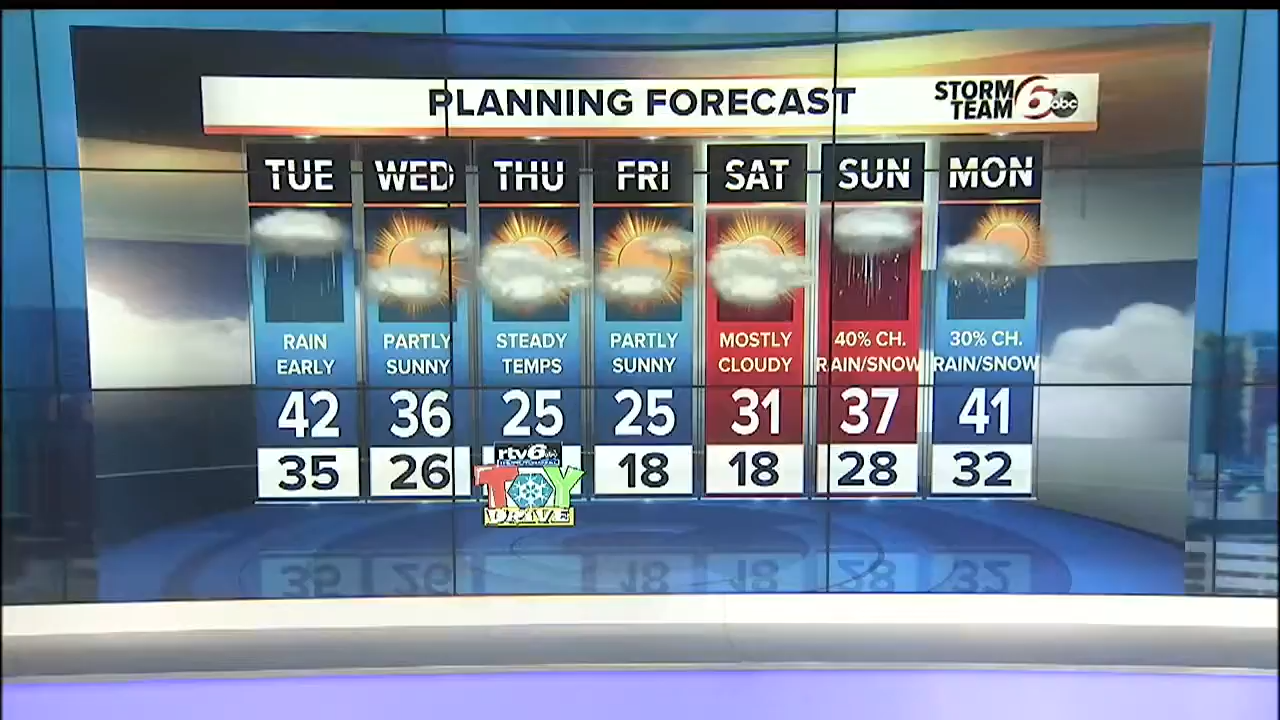 PLANNING FORECAST
STORM TEAM 6 abc
TUE WED THU FRI SAT SUN MON
RAIN EARLY
PARTLY SUNNY
STEADY TEMPS
PARTLY SUNNY
MOSTLY CLOUDY
40% CH. RAIN/SNOW
30% CH. RAIN/SNOW
42 36 25 25 31 37 41
35 26 18 18 28 32
rtv6
TOY
DRIVE